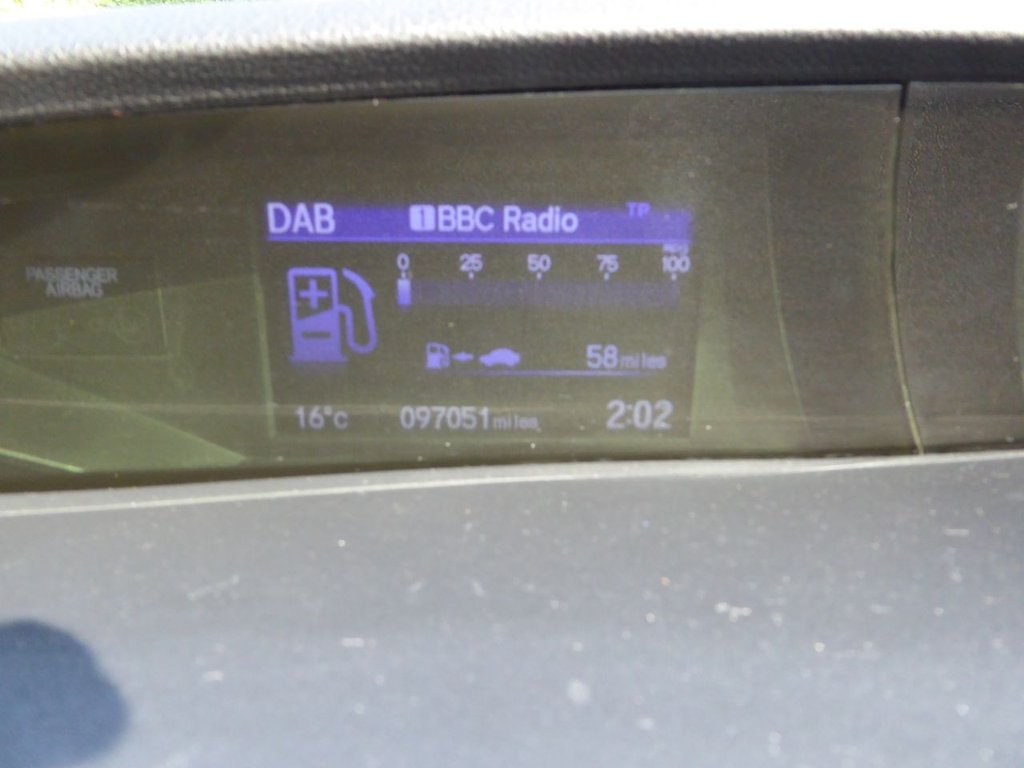 DAB 1 BBC Radio TP
MPG
0 25 50 75 100
PASSENGER
AIRBAG
58 miles
16°c 097051 miles 2:02